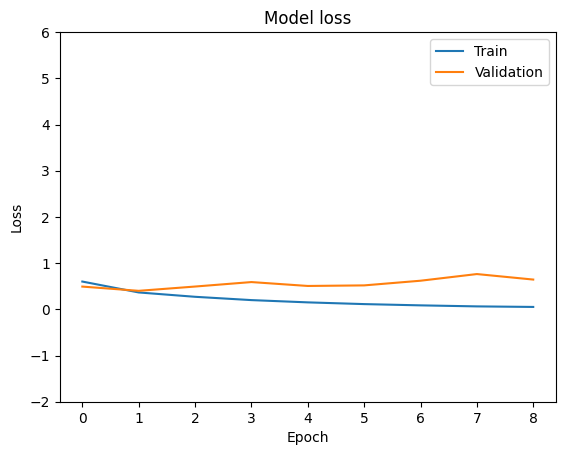 Model loss
Train
Validation
6
5
4
3
2
1
0
−1
−2
Loss
0 1 2 3 4 5 6 7 8
Epoch